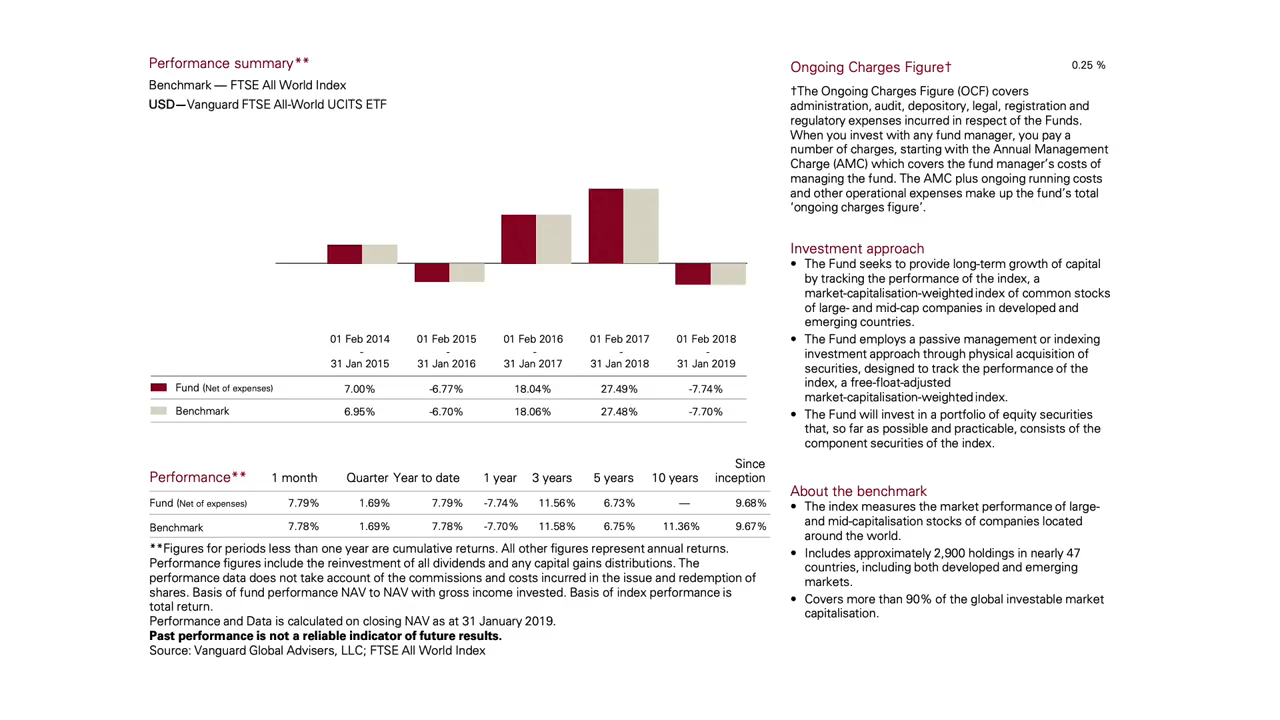 Performance summary**
Benchmark — FTSE All World Index
USD—Vanguard FTSE All-World UCITS ETF
01 Feb 2014 01 Feb 2015 01 Feb 2016 01 Feb 2017 01 Feb 2018
- - - - -
31 Jan 2015 31 Jan 2016 31 Jan 2017 31 Jan 2018 31 Jan 2019
Fund (Net of expenses) 7.00% -6.77% 18.04% 27.49% -7.74%
Benchmark 6.95% -6.70% 18.06% 27.48% -7.70%
Since
Performance** 1 month Quarter Year to date 1 year 3 years 5 years 10 years inception
Fund (Net of expenses) 7.79% 1.69% 7.79% -7.74% 11.56% 6.73% — 9.68%
Benchmark 7.78% 1.69% 7.78% -7.70% 11.58% 6.75% 11.36% 9.67%
**Figures for periods less than one year are cumulative returns. All other figures represent annual returns.
Performance figures include the reinvestment of all dividends and any capital gains distributions. The
performance data does not take account of the commissions and costs incurred in the issue and redemption of
shares. Basis of fund performance NAV to NAV with gross income invested. Basis of index performance is
total return.
Performance and Data is calculated on closing NAV as at 31 January 2019.
Past performance is not a reliable indicator of future results.
Source: Vanguard Global Advisers, LLC; FTSE All World Index
Ongoing Charges Figure† 0.25 %
†The Ongoing Charges Figure (OCF) covers
administration, audit, depository, legal, registration and
regulatory expenses incurred in respect of the Funds.
When you invest with any fund manager, you pay a
number of charges, starting with the Annual Management
Charge (AMC) which covers the fund manager's costs of
managing the fund. The AMC plus ongoing running costs
and other operational expenses make up the fund's total
'ongoing charges figure'.
Investment approach
• The Fund seeks to provide long-term growth of capital
by tracking the performance of the index, a
market-capitalisation-weighted index of common stocks
of large- and mid-cap companies in developed and
emerging countries.
• The Fund employs a passive management or indexing
investment approach through physical acquisition of
securities, designed to track the performance of the
index, a free-float-adjusted
market-capitalisation-weighted index.
• The Fund will invest in a portfolio of equity securities
that, so far as possible and practicable, consists of the
component securities of the index.
About the benchmark
• The index measures the market performance of large-
and mid-capitalisation stocks of companies located
around the world.
• Includes approximately 2,900 holdings in nearly 47
countries, including both developed and emerging
markets.
• Covers more than 90% of the global investable market
capitalisation.